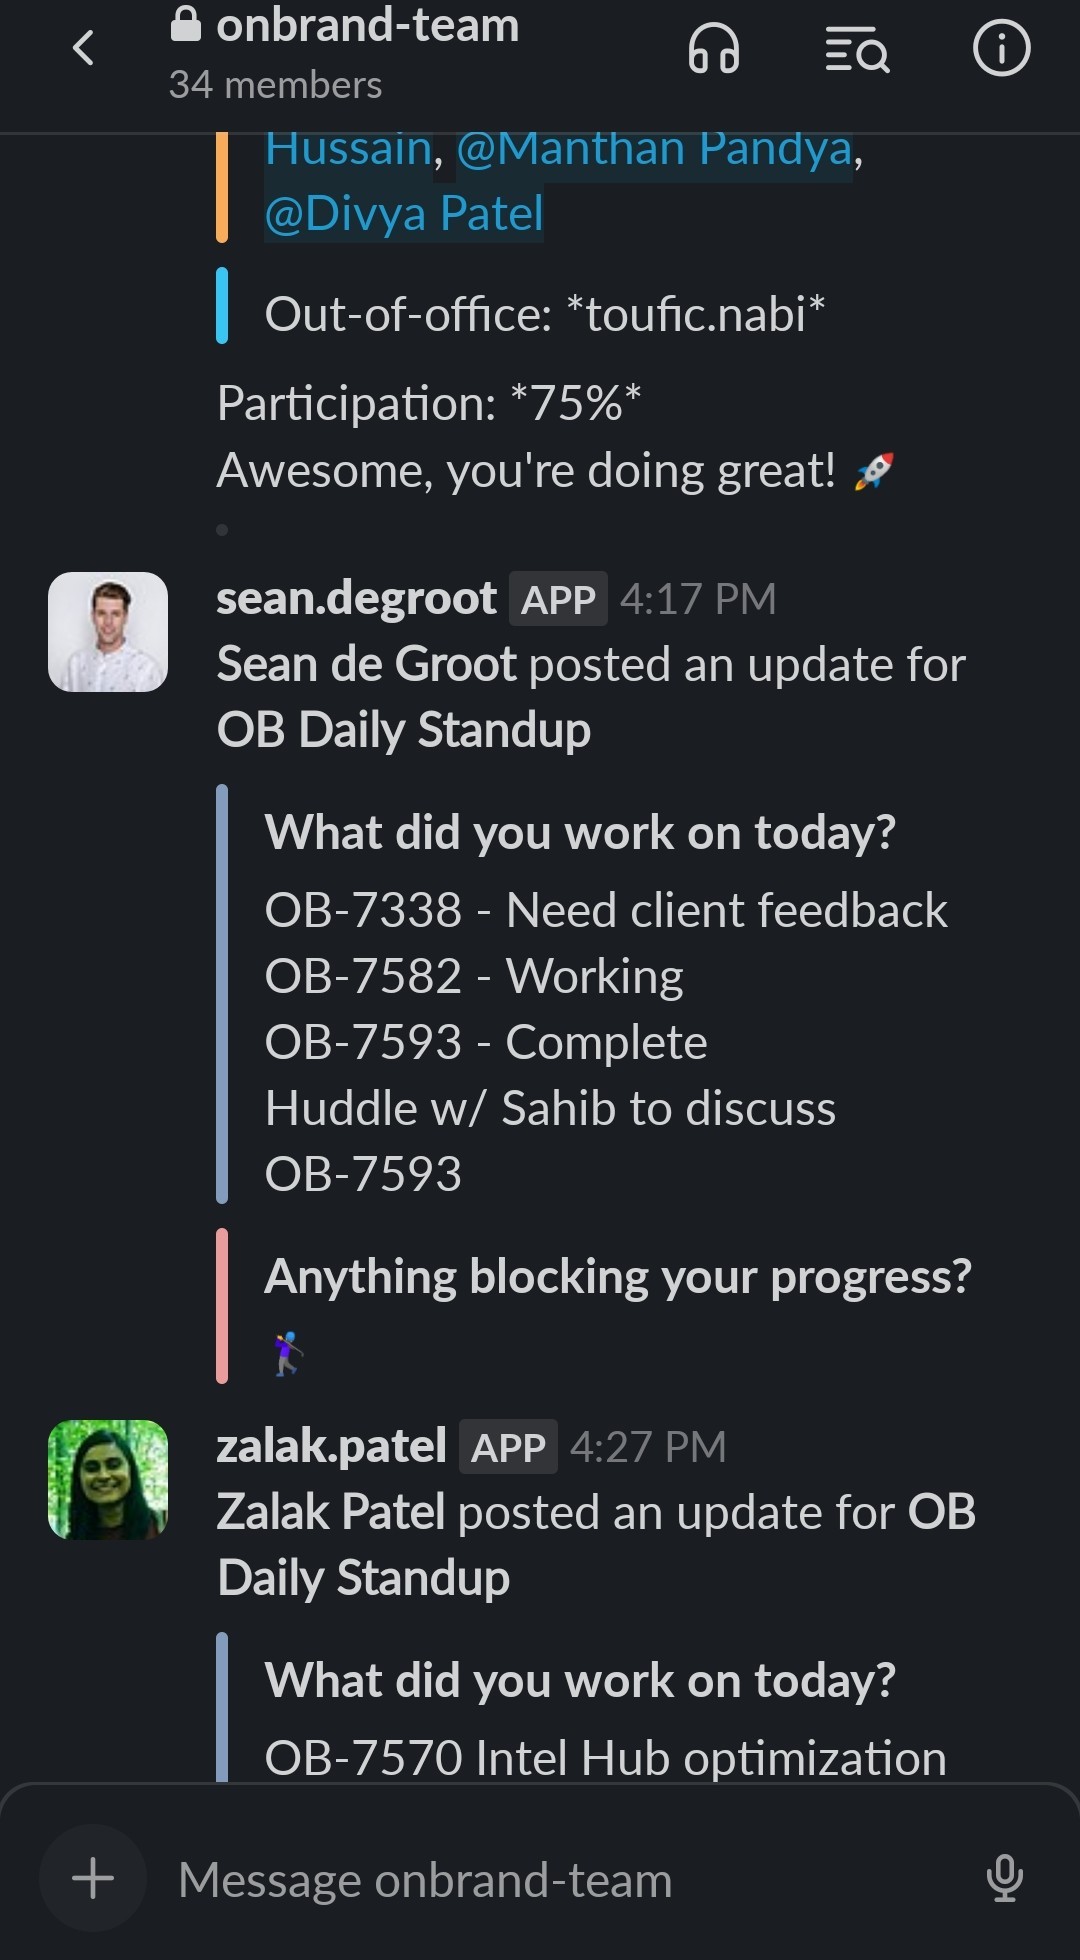 onbrand-team
34 members
Hussain, @Manthan Pandya,
@Divya Patel
Out-of-office: *toufic.nabi*
Participation: *75%*
Awesome, you're doing great! 🚀
sean.degroot APP 4:17 PM
Sean de Groot posted an update for
OB Daily Standup
What did you work on today?
OB-7338 - Need client feedback
OB-7582 - Working
OB-7593 - Complete
Huddle w/ Sahib to discuss
OB-7593
Anything blocking your progress?
zalak.patel APP 4:27 PM
Zalak Patel posted an update for OB
Daily Standup
What did you work on today?
OB-7570 Intel Hub optimization
Message onbrand-team